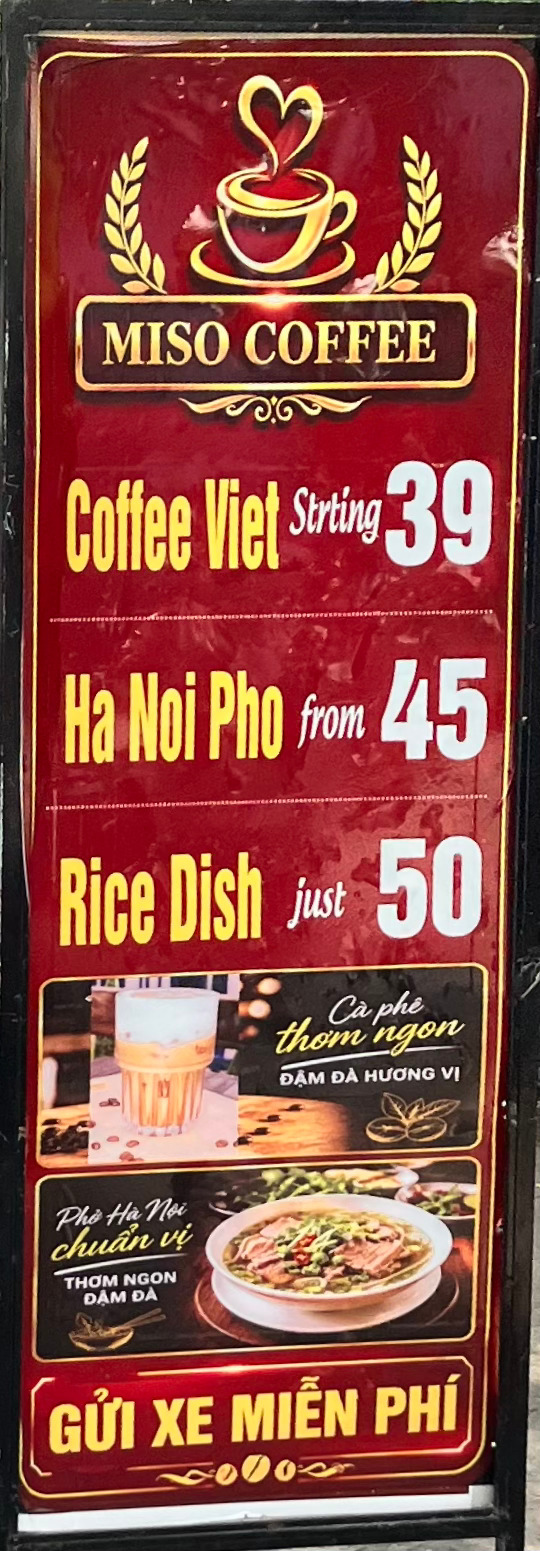 MISO COFFEE
Coffee Viet Strting 39
Ha Noi Pho from 45
Rice Dish just 50
Cà phê
thơm ngon
ĐẬM ĐÀ HƯƠNG VỊ
Phở Hà Nội
chuẩn vị
THƠM NGON
ĐẬM ĐÀ
GỬI XE MIỄN PHÍ